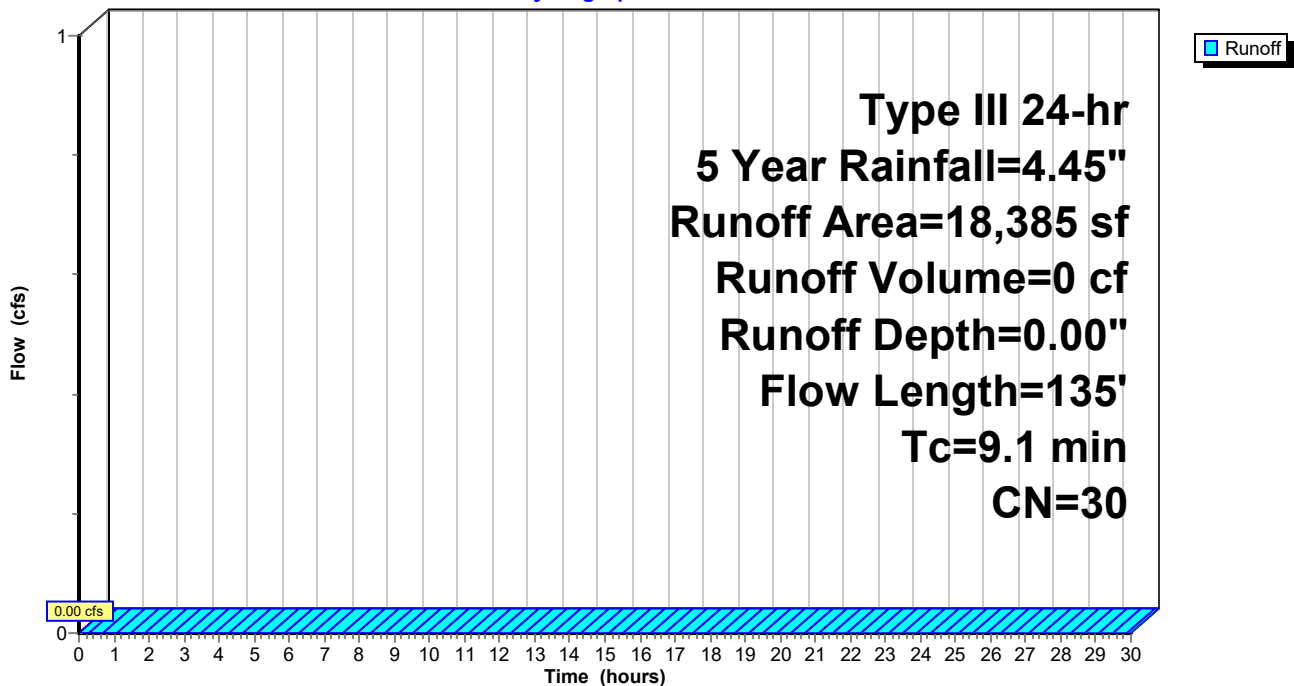 Runoff
1
Type III 24-hr
5 Year Rainfall=4.45"
Runoff Area=18,385 sf
Runoff Volume=0 cf
Runoff Depth=0.00"
Flow Length=135'
Tc=9.1 min
CN=30
Flow (cfs)
0.00 cfs
0
0 1 2 3 4 5 6 7 8 9 10 11 12 13 14 15 16 17 18 19 20 21 22 23 24 25 26 27 28 29 30
Time (hours)